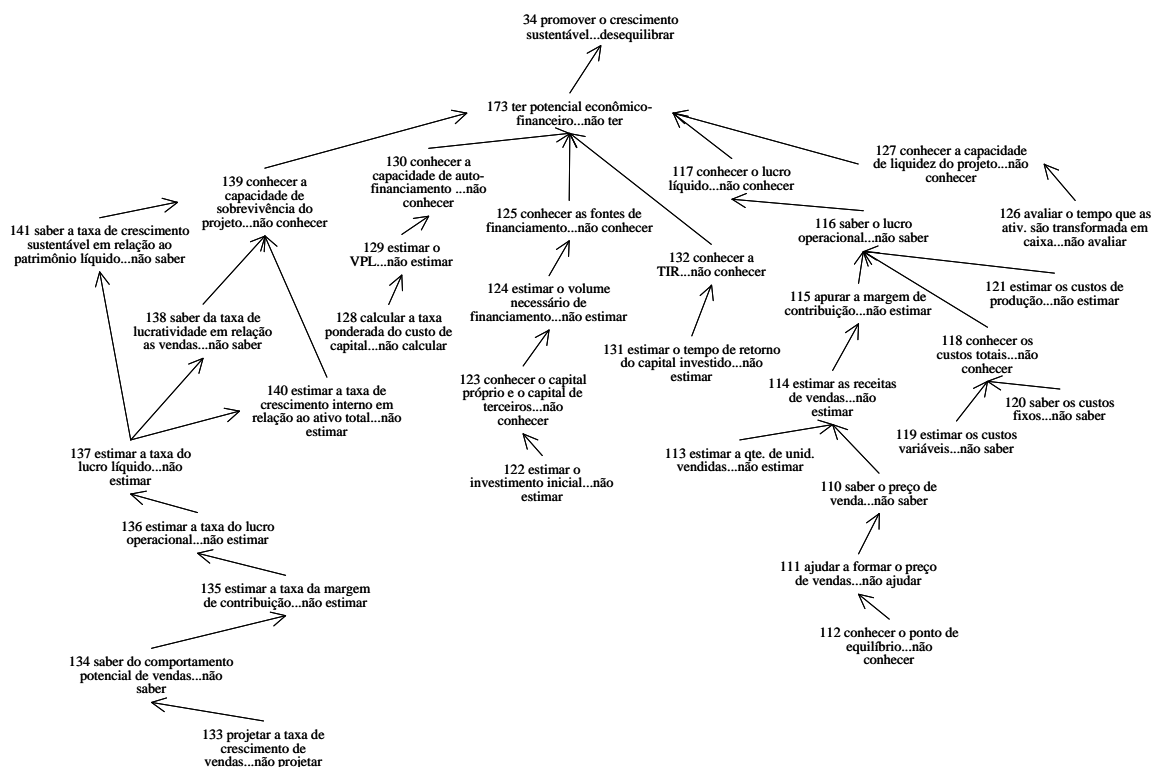 34 promover o crescimento
sustentável...desequilibrar
173 ter potencial econômico-
financeiro...não ter
139 conhecer a
capacidade de
sobrevivência do
projeto...não conhecer
130 conhecer a
capacidade de auto-
financiamento ...não
conhecer
117 conhecer o lucro
líquido...não conhecer
127 conhecer a capacidade
de liquidez do projeto...não
conhecer
141 saber a taxa de crescimento
sustentável em relação ao
patrimônio líquido...não saber
125 conhecer as fontes de
financiamento...não conhecer
116 saber o lucro
operacional...não saber
126 avaliar o tempo que as
ativ. são transformada em
caixa...não avaliar
129 estimar o
VPL...não estimar
132 conhecer a
TIR...não conhecer
124 estimar o volume
necessário de
financiamento...não estimar
115 apurar a margem de
contribuição...não estimar
121 estimar os custos de
produção...não estimar
138 saber da taxa de
lucratividade em relação
as vendas...não saber
128 calcular a taxa
ponderada do custo de
capital...não calcular
118 conhecer os
custos totais...não
conhecer
131 estimar o tempo de retorno
do capital investido...não
estimar
140 estimar a taxa de
crescimento interno em
relação ao ativo total...não
estimar
123 conhecer o capital
próprio e o capital de
terceiros...não
conhecer
114 estimar as receitas
de vendas...não
estimar
120 saber os custos
fixos...não saber
119 estimar os custos
variáveis...não saber
137 estimar a taxa do
lucro líquido...não
estimar
113 estimar a qte. de unid.
vendidas...não estimar
122 estimar o
investimento inicial...não
estimar
110 saber o preço de
venda...não saber
136 estimar a taxa do lucro
operacional...não estimar
111 ajudar a formar o preço
de vendas...não ajudar
135 estimar a taxa da margem
de contribuição...não estimar
112 conhecer o ponto de
equilíbrio...não
conhecer
134 saber do comportamento
potencial de vendas...não
saber
133 projetar a taxa de
crescimento de
vendas...não projetar